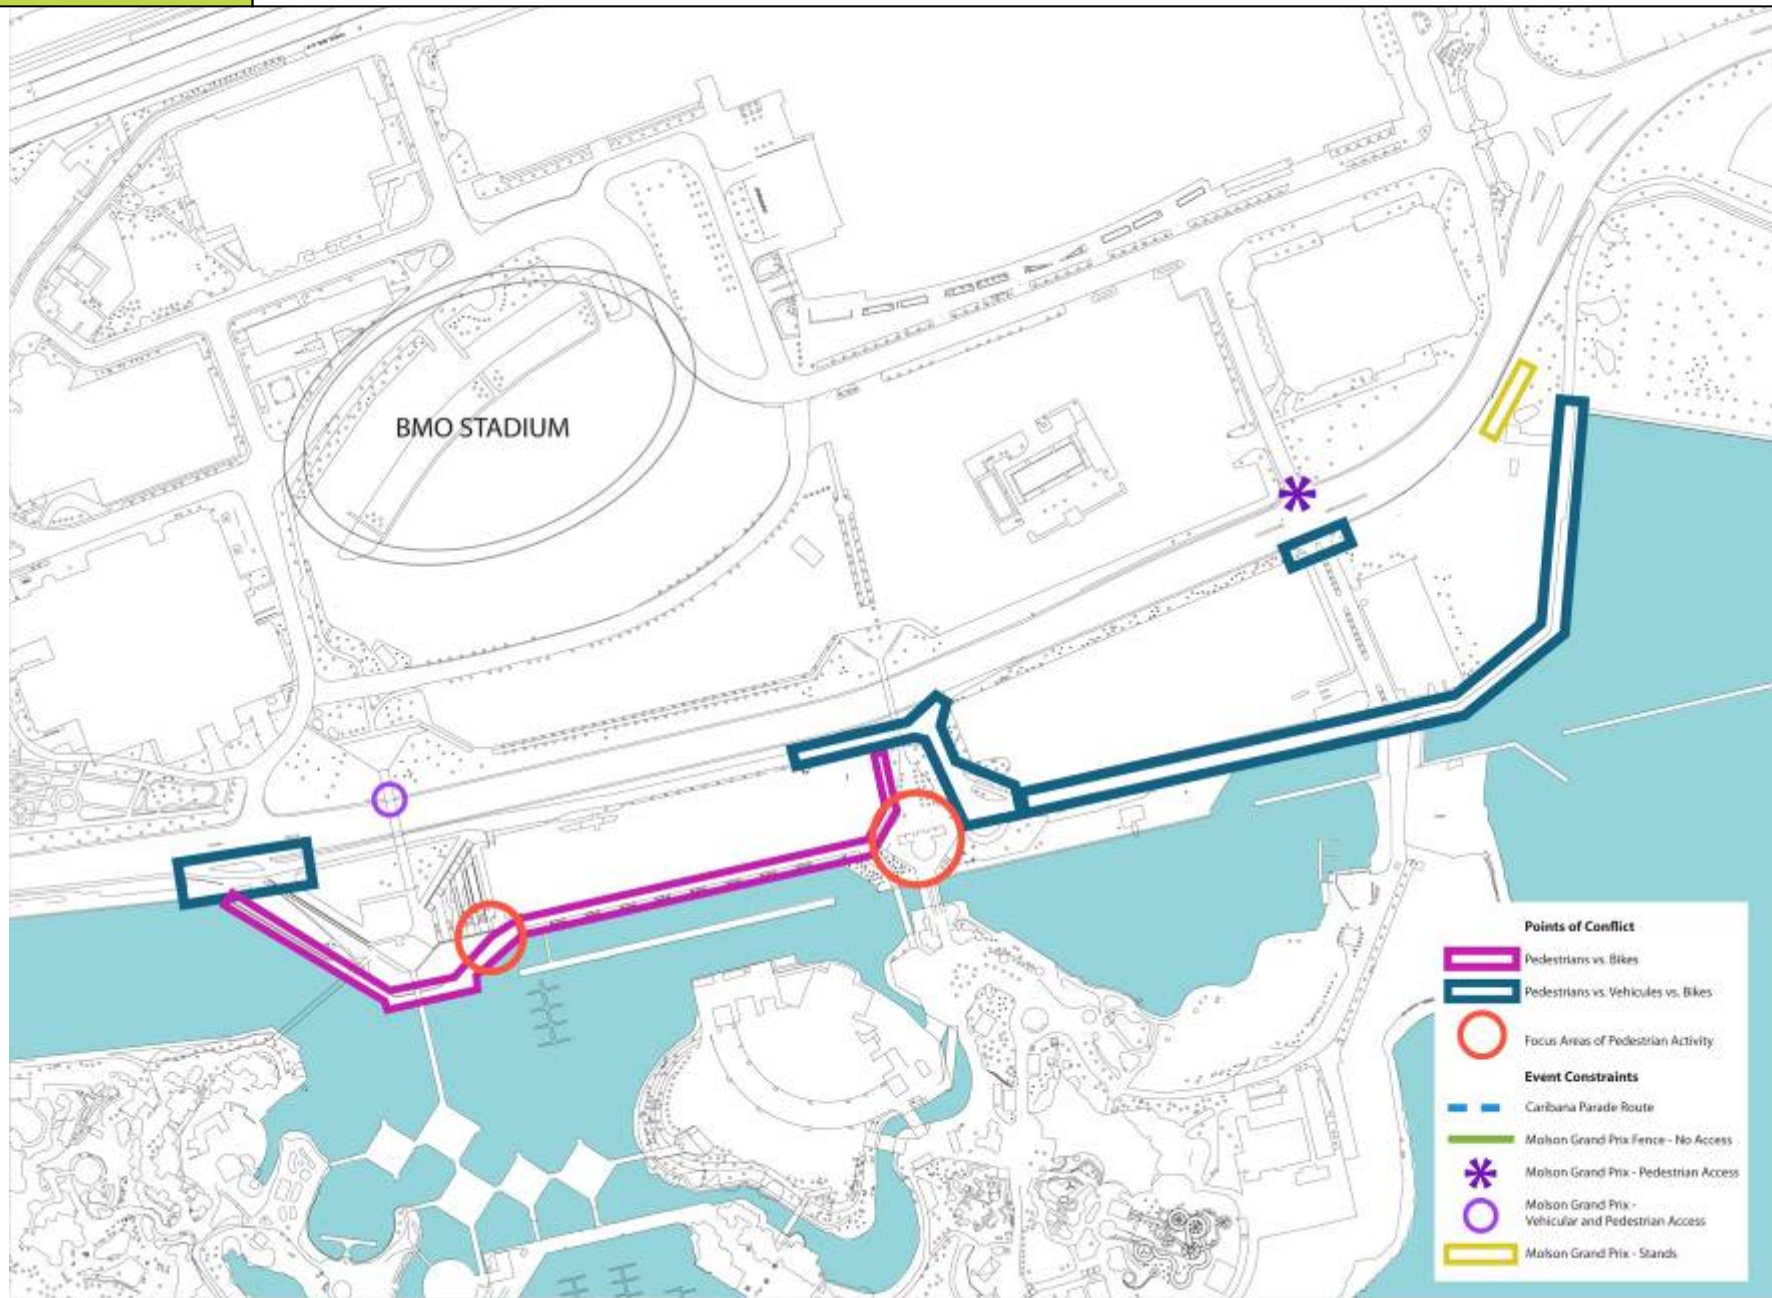 BMO STADIUM
Points of Conflict
Pedestrians vs. Bikes
Pedestrians vs. Vehicules vs. Bikes
Focus Areas of Pedestrian Activity
Event Constraints
Caribana Parade Route
Molson Grand Prix Fence - No Access
Molson Grand Prix - Pedestrian Access
Molson Grand Prix -
Vehicular and Pedestrian Access
Molson Grand Prix - Stands